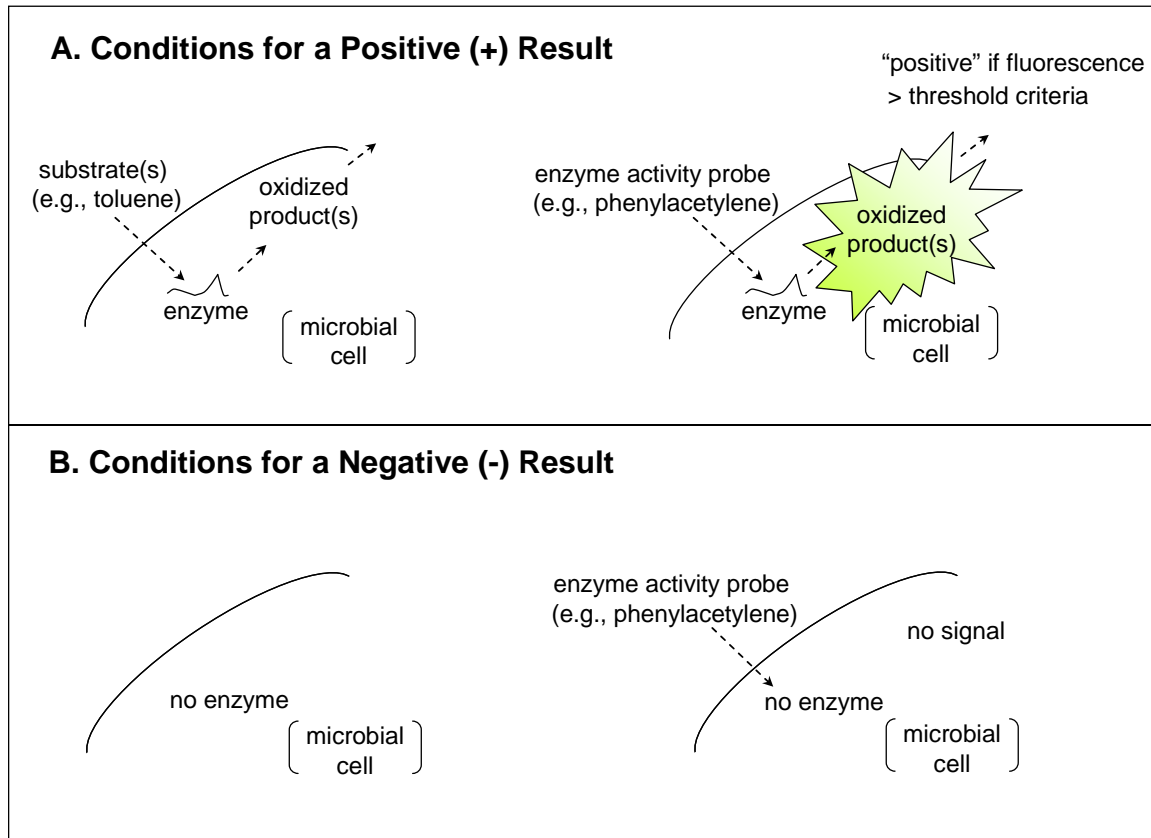 A. Conditions for a Positive (+) Result
“positive” if fluorescence
> threshold criteria
substrate(s)
(e.g., toluene)
oxidized
product(s)
enzyme
microbial
cell
enzyme activity probe
(e.g., phenylacetylene)
oxidized
product(s)
enzyme
microbial
cell
B. Conditions for a Negative (-) Result
no enzyme
microbial
cell
enzyme activity probe
(e.g., phenylacetylene)
no signal
no enzyme
microbial
cell